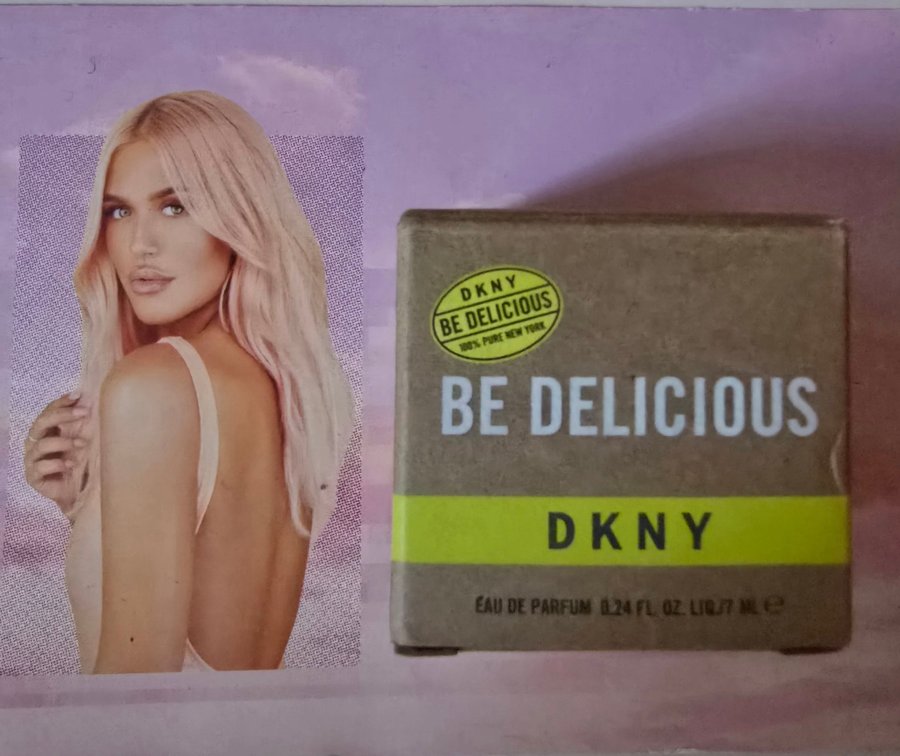 DKNY
BE DELICIOUS
100% PURE NEW YORK
BE DELICIOUS
DKNY
EAU DE PARFUM 0.24 FL. OZ. LIQ./7 ML ℮